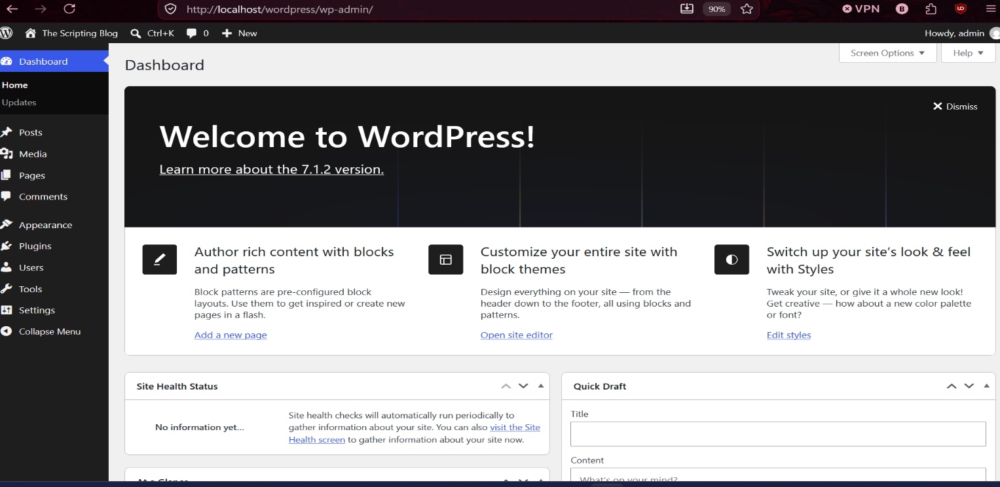 http://localhost/wordpress/wp-admin/
90%
VPN
B
The Scripting Blog
Ctrl+K
0
New
Howdy, admin
Dashboard
Home
Updates
Posts
Media
Pages
Comments
Appearance
Plugins
Users
Tools
Settings
Collapse Menu
Screen Options
Help
Dashboard
Dismiss
Welcome to WordPress!
Learn more about the 7.1.2 version.
Author rich content with blocks
and patterns
Block patterns are pre-configured block
layouts. Use them to get inspired or create new
pages in a flash.
Add a new page
Customize your entire site with
block themes
Design everything on your site — from the
header down to the footer, all using blocks and
patterns.
Open site editor
Switch up your site’s look & feel
with Styles
Tweak your site, or give it a whole new look!
Get creative — how about a new color palette
or font?
Edit styles
Site Health Status
No information yet…
Site health checks will automatically run periodically to
gather information about your site. You can also visit the Site
Health screen to gather information about your site now.
At a Glance
Quick Draft
Title
Content
What’s on your mind?